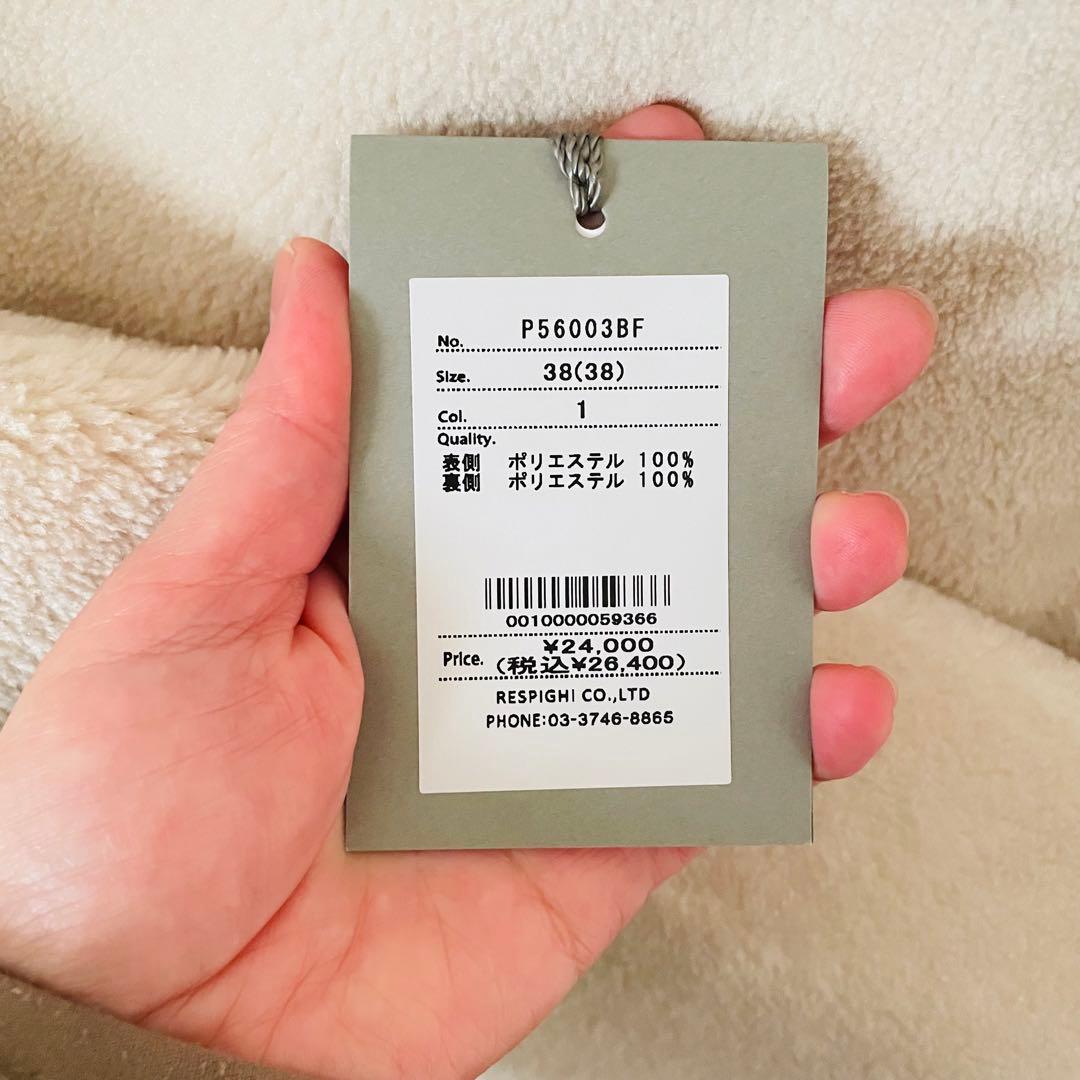 No. P56003BF
Size. 38(38)
Col. 1
Quality.
表側 ポリエステル 100%
裏側 ポリエステル 100%
0010000059366
Price. ¥24,000
(税込¥26,400)
RESPIGHI CO.,LTD
PHONE:03-3746-8865